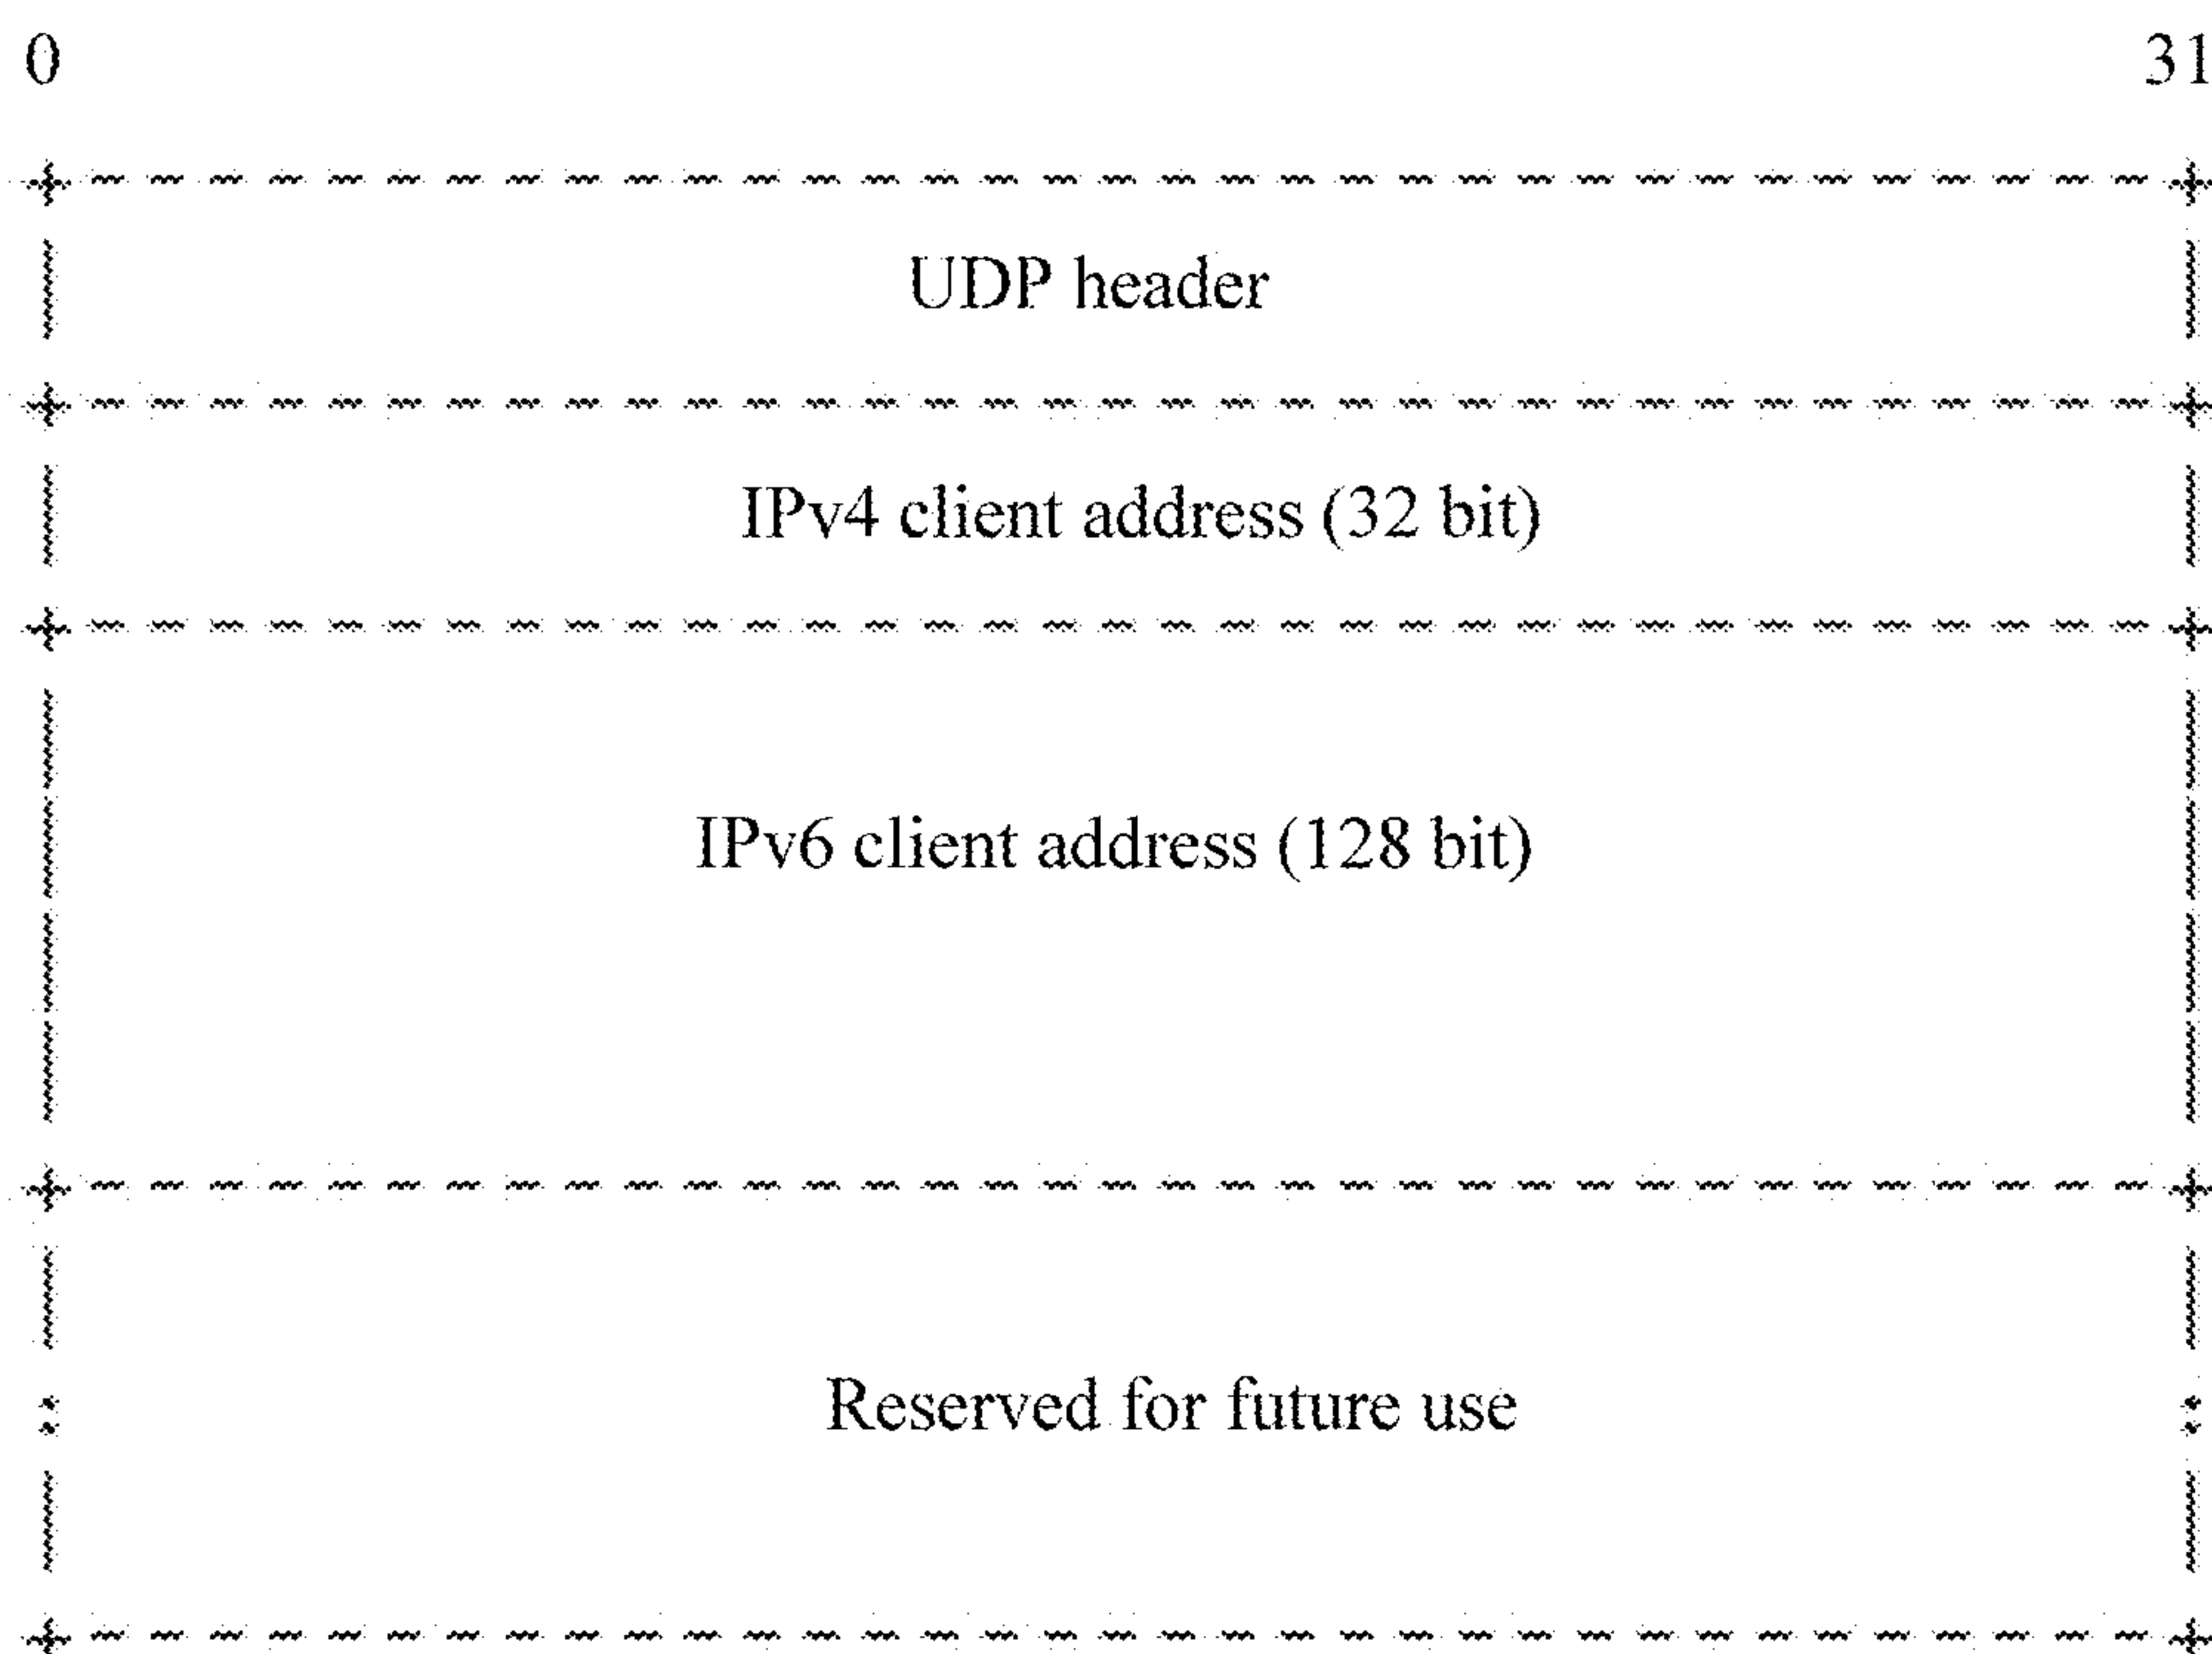 0 31
UDP header
IPv4 client address (32 bit)
IPv6 client address (128 bit)
Reserved for future use